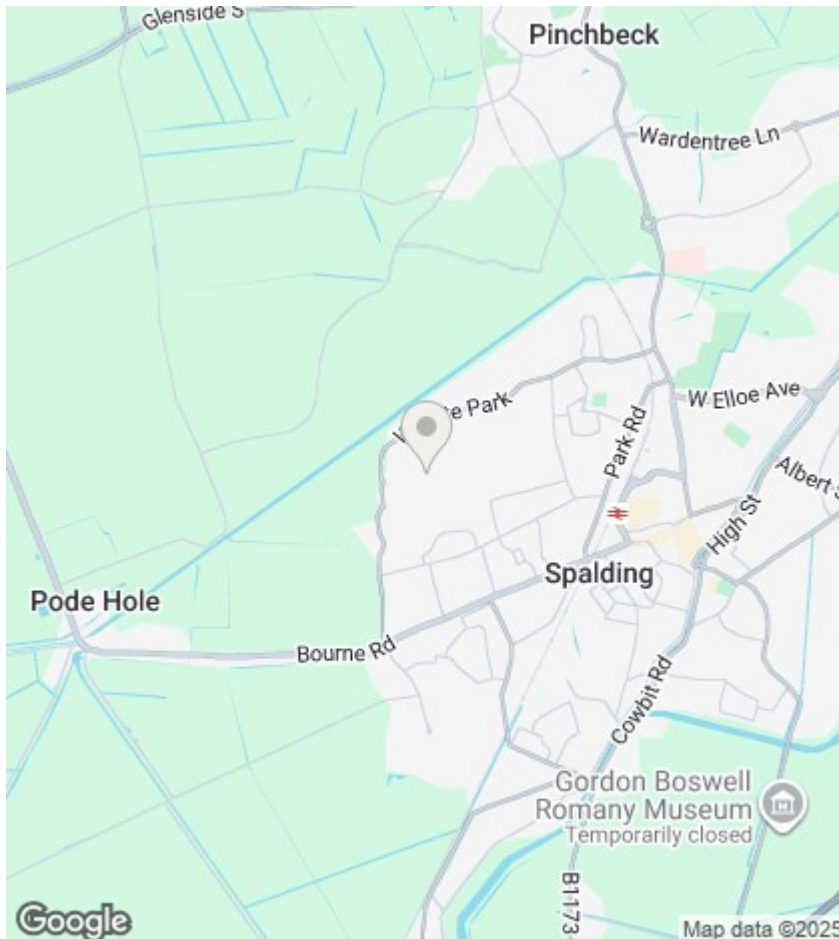 Glenside S
Pinchbeck
Wardentree Ln
Park
W Elloe Ave
Park Rd
Albert S
High St
Spalding
Pode Hole
Bourne Rd
Cowbit Rd
Gordon Boswell
Romany Museum
Temporarily closed
B1173
Google
Map data ©2025